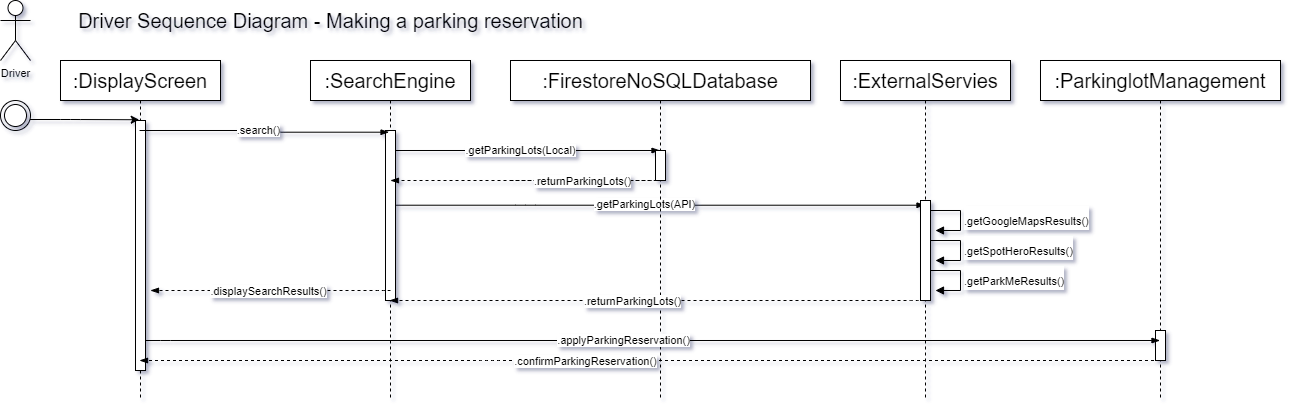 Driver Sequence Diagram - Making a parking reservation
Driver
:DisplayScreen
:SearchEngine
:FirestoreNoSQLDatabase
:ExternalServies
:ParkinglotManagement
.search()
.getParkingLots(Local)
.returnParkingLots()
.getParkingLots(API)
.getGoogleMapsResults()
.getSpotHeroResults()
.getParkMeResults()
.displaySearchResults()
.returnParkingLots()
.applyParkingReservation()
.confirmParkingReservation()